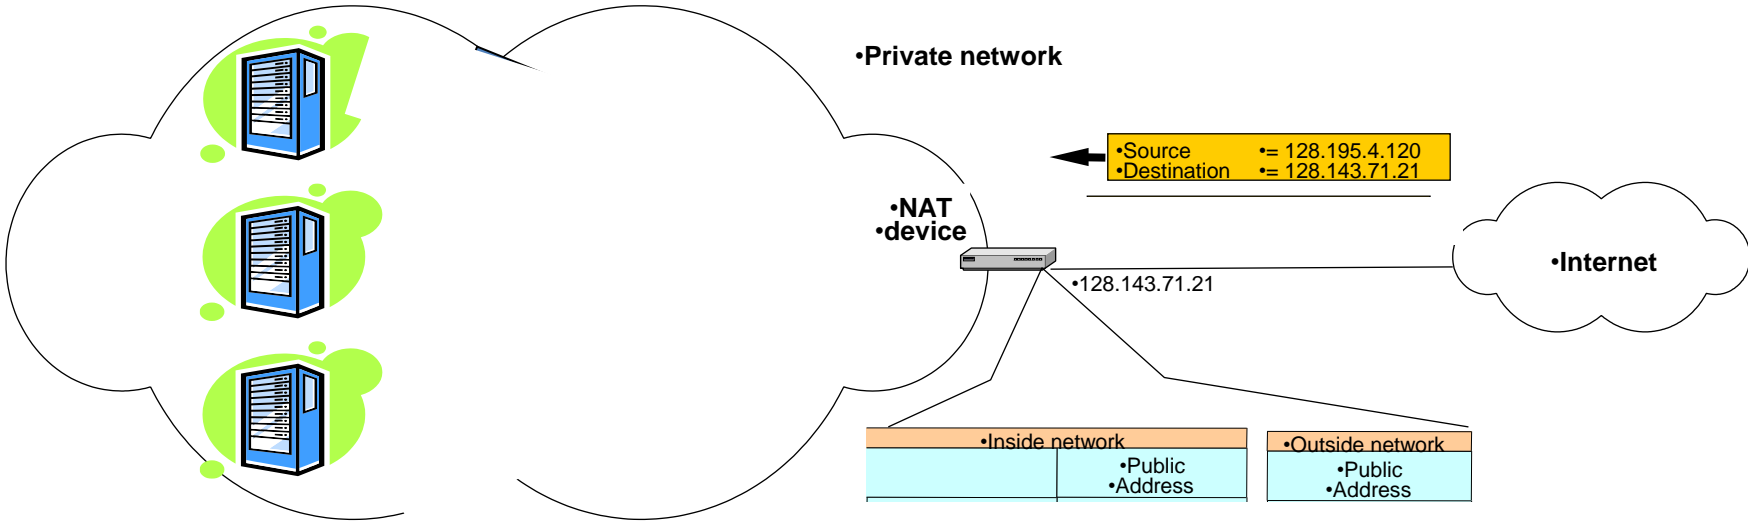 •Private network
•Source •= 128.195.4.120
•Destination •= 128.143.71.21
•NAT
•device
•Internet
•128.143.71.21
•Inside network
•Outside network
•Public
•Address
•Public
•Address